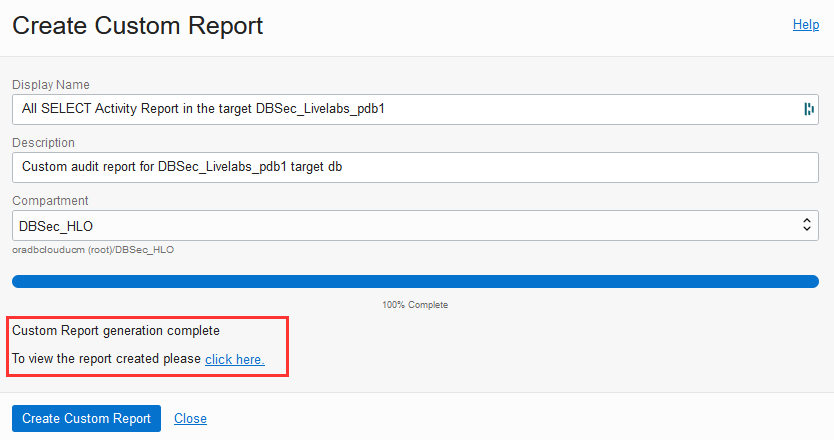 Create Custom Report
Help
Display Name
All SELECT Activity Report in the target DBSec_Livelabs_pdb1
Description
Custom audit report for DBSec_Livelabs_pdb1 target db
Compartment
DBSec_HLO
oradbclouducm (root)/DBSec_HLO
100% Complete
Custom Report generation complete
To view the report created please click here.
Create Custom Report Close